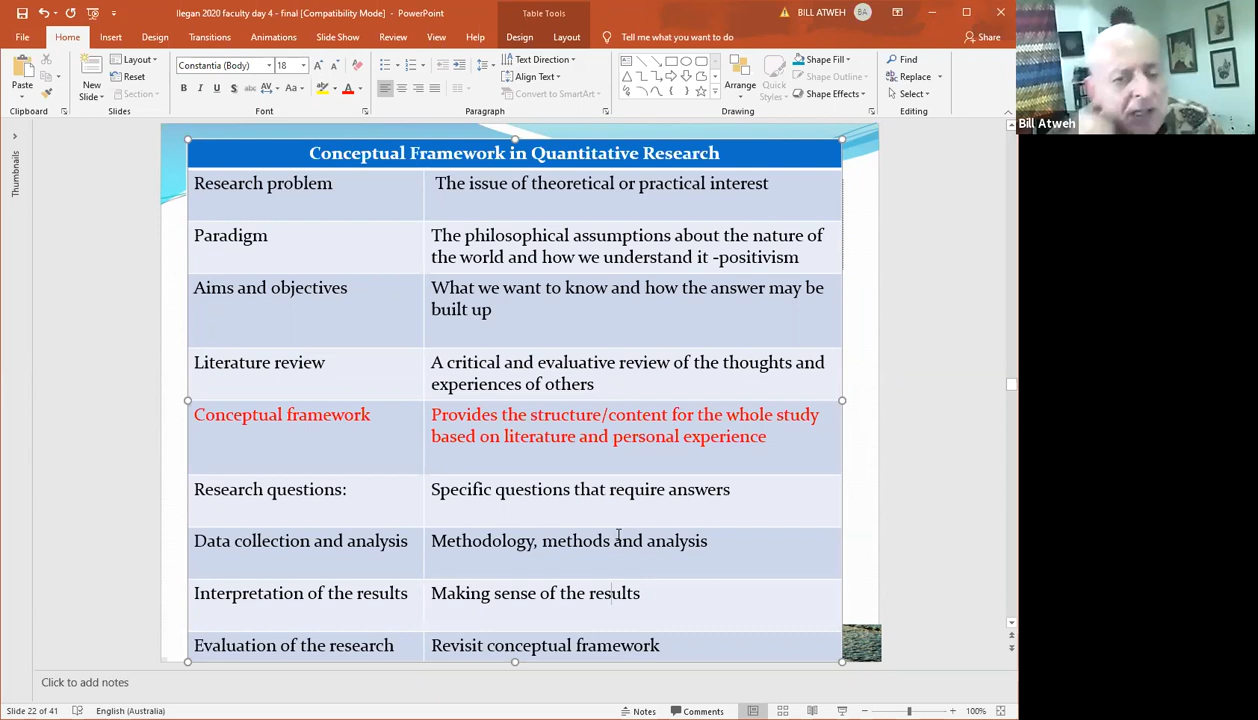 Ilegan 2020 faculty day 4 - final [Compatibility Mode] - PowerPoint
Table Tools
BILL ATWEH
BA
File
Home
Insert
Design
Transitions
Animations
Slide Show
Review
View
Help
Design
Layout
Tell me what you want to do
Share
Paste
Clipboard
New
Slides
Layout
Reset
Section
Slides
Constantia (Body)
18
Font
Text Direction
Align Text
Convert to SmartArt
Paragraph
Arrange
Quick
Styles
Shape Fill
Shape Outline
Shape Effects
Drawing
Find
Replace
Select
Editing
Bill Atweh
Thumbnails
Conceptual Framework in Quantitative Research
Research problem
The issue of theoretical or practical interest
Paradigm
The philosophical assumptions about the nature of
the world and how we understand it -positivism
Aims and objectives
What we want to know and how the answer may be
built up
Literature review
A critical and evaluative review of the thoughts and
experiences of others
Conceptual framework
Provides the structure/content for the whole study
based on literature and personal experience
Research questions:
Specific questions that require answers
Data collection and analysis
Methodology, methods and analysis
Interpretation of the results
Making sense of the results
Evaluation of the research
Revisit conceptual framework
Click to add notes
Slide 22 of 41
English (Australia)
Notes
Comments
100%